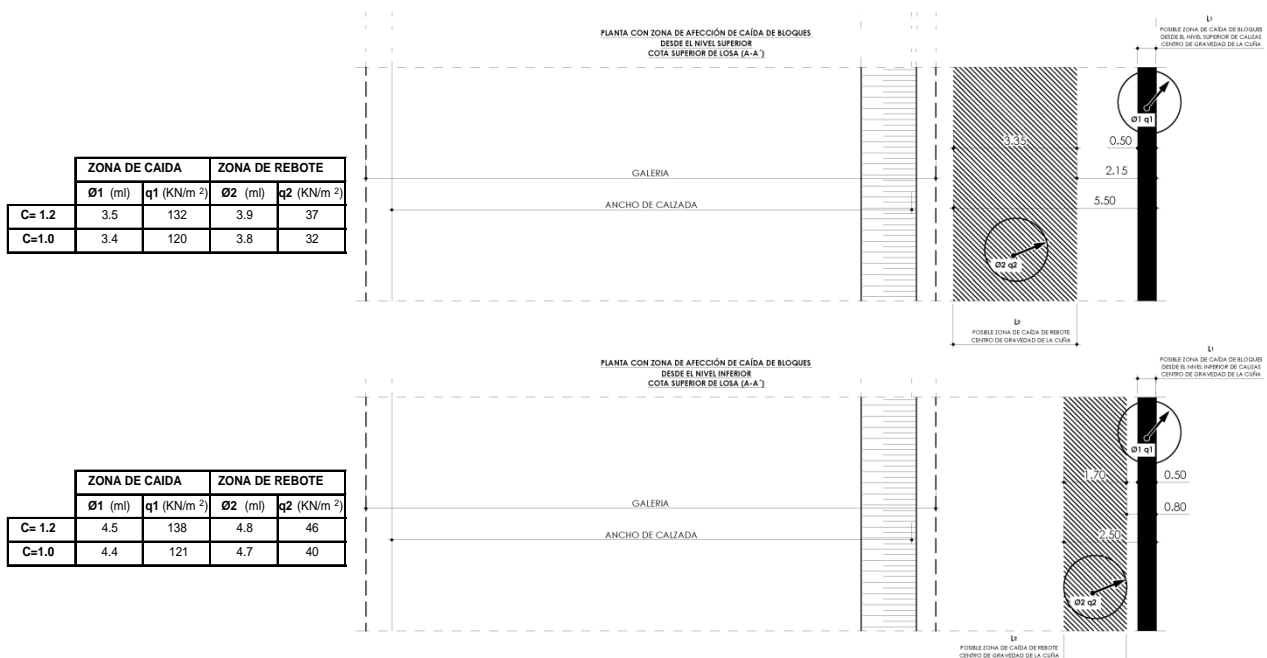 PLANTA CON ZONA DE AFECCIÓN DE CAÍDA DE BLOQUES
DESDE EL NIVEL SUPERIOR
COTA SUPERIOR DE LOSA (A-A´)
L1
POSIBLE ZONA DE CAÍDA DE BLOQUES
DESDE EL NIVEL SUPERIOR DE CALIZAS
CENTRO DE GRAVEDAD DE LA CUÑA
Ø1 q1
3.35
0.50
GALERIA
2.15
ANCHO DE CALZADA
5.50
Ø2 q2
L2
POSIBLE ZONA DE CAÍDA DE REBOTE
CENTRO DE GRAVEDAD DE LA CUÑA
ZONA DE CAIDA ZONA DE REBOTE
Ø1 (ml) q1 (KN/m 2) Ø2 (ml) q2 (KN/m 2)
C= 1.2 3.5 132 3.9 37
C=1.0 3.4 120 3.8 32
PLANTA CON ZONA DE AFECCIÓN DE CAÍDA DE BLOQUES
DESDE EL NIVEL INFERIOR
COTA SUPERIOR DE LOSA (A-A´)
L1
POSIBLE ZONA DE CAÍDA DE BLOQUES
DESDE EL NIVEL INFERIOR DE CALIZAS
CENTRO DE GRAVEDAD DE LA CUÑA
Ø1 q1
1.70
0.50
GALERIA
0.80
ANCHO DE CALZADA
2.50
Ø2 q2
L2
POSIBLE ZONA DE CAÍDA DE REBOTE
CENTRO DE GRAVEDAD DE LA CUÑA
ZONA DE CAIDA ZONA DE REBOTE
Ø1 (ml) q1 (KN/m 2) Ø2 (ml) q2 (KN/m 2)
C= 1.2 4.5 138 4.8 46
C=1.0 4.4 121 4.7 40